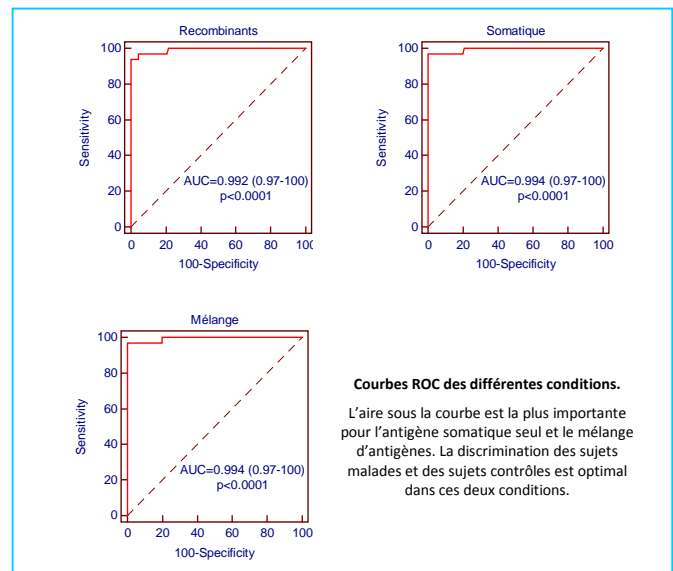 Recombinants
100
80
60
40
20
0
Sensitivity
AUC=0.992 (0.97-100)
p<0.0001
0 20 40 60 80 100
100-Specificity
Somatique
100
80
60
40
20
0
Sensitivity
AUC=0.994 (0.97-100)
p<0.0001
0 20 40 60 80 100
100-Specificity
Mélange
100
80
60
40
20
0
Sensitivity
AUC=0.994 (0.97-100)
p<0.0001
0 20 40 60 80 100
100-Specificity
Courbes ROC des différentes conditions.
L’aire sous la courbe est la plus importante
pour l’antigène somatique seul et le mélange
d’antigènes. La discrimination des sujets
malades et des sujets contrôles est optimal
dans ces deux conditions.